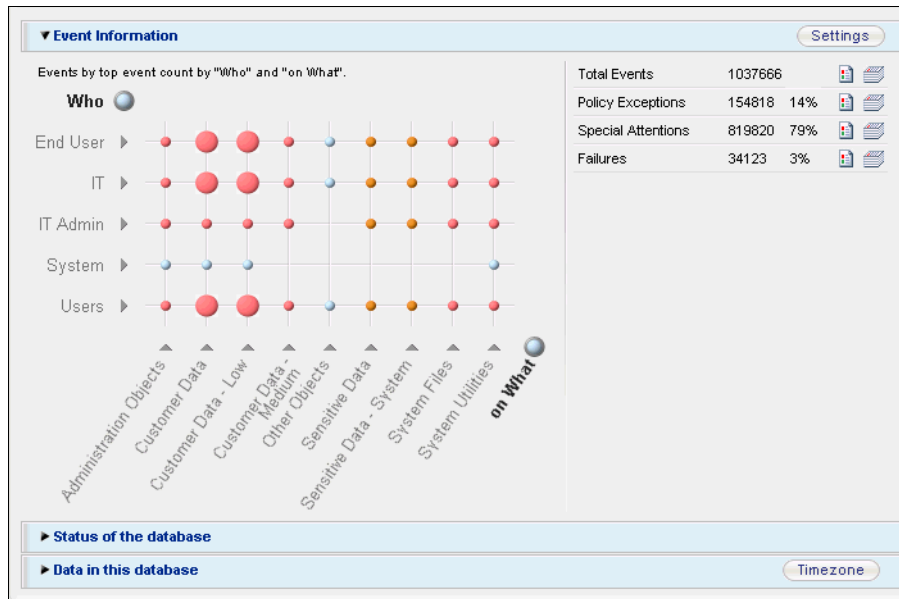 Event Information
Settings
Events by top event count by "Who" and "on What".
Who
End User
IT
IT Admin
System
Users
Administration Objects
Customer Data
Customer Data - Low
Customer Data -
Medium
Other Objects
Sensitive Data
Sensitive Data - System
System Files
System Utilities
on What
Total Events 1037666
Policy Exceptions 154818 14%
Special Attentions 819820 79%
Failures 34123 3%
Status of the database
Data in this database
Timezone